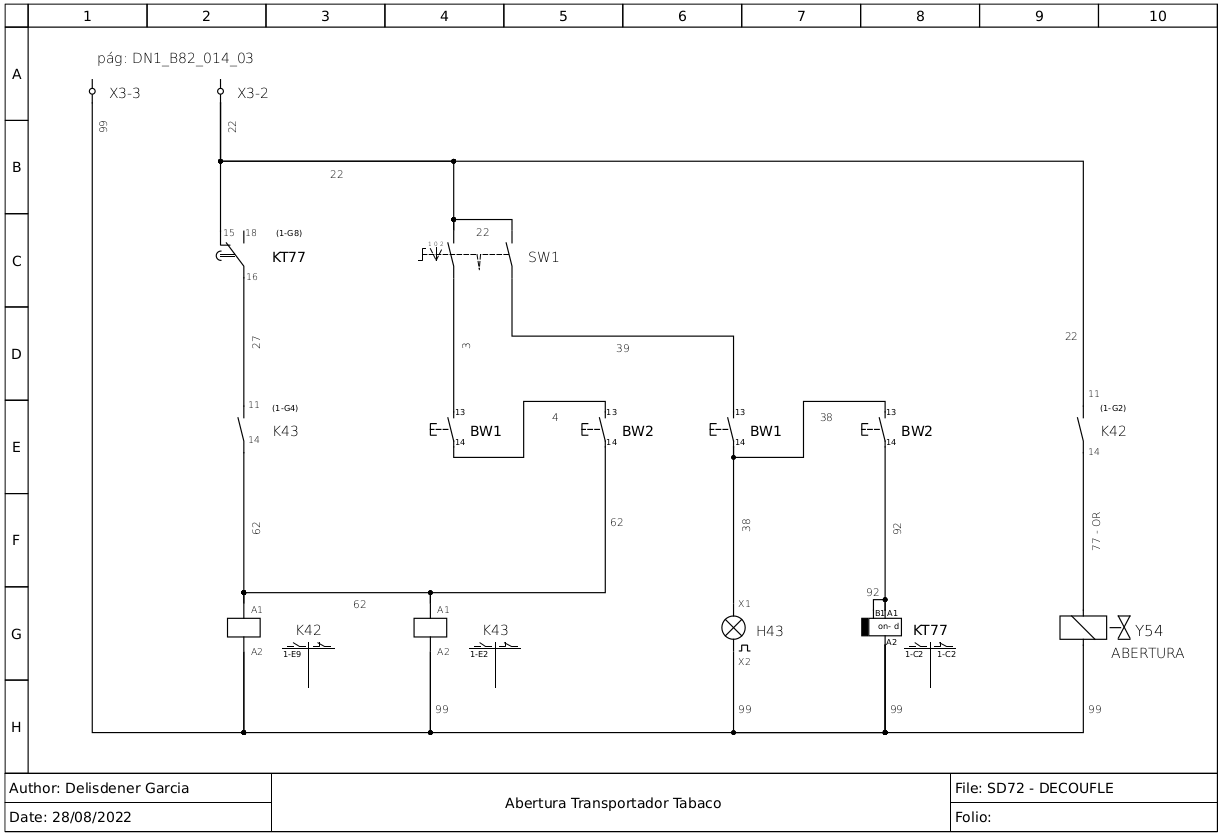 1 2 3 4 5 6 7 8 9 10
A
B
C
D
E
F
G
H
pág: DN1_B82_014_03
X3-3
X3-2
99
22
22
15 18 (1-G8)
KT77
16
1 0 2
22
SW1
27
3
39
22
11 (1-G4)
K43
14
13
BW1
14
4
13
BW2
14
13
BW1
14
38
13
BW2
14
11
(1-G2)
K42
14
62
62
38
92
77 - OR
62
A1
K42
A2
1-E9
A1
K43
A2
1-E2
X1
H43
X2
92
B1 A1
on- d
KT77
A2
1-C2 1-C2
Y54
ABERTURA
99
99
99
99
Author: Delisdener Garcia
Date: 28/08/2022
Abertura Transportador Tabaco
File: SD72 - DECOUFLE
Folio: